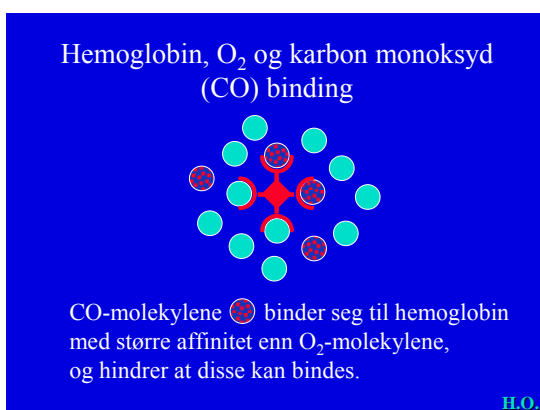 Hemoglobin, O₂ og karbon monoksyd
(CO) binding
CO-molekylene binder seg til hemoglobin
med større affinitet enn O₂-molekylene,
og hindrer at disse kan bindes.
H.O.